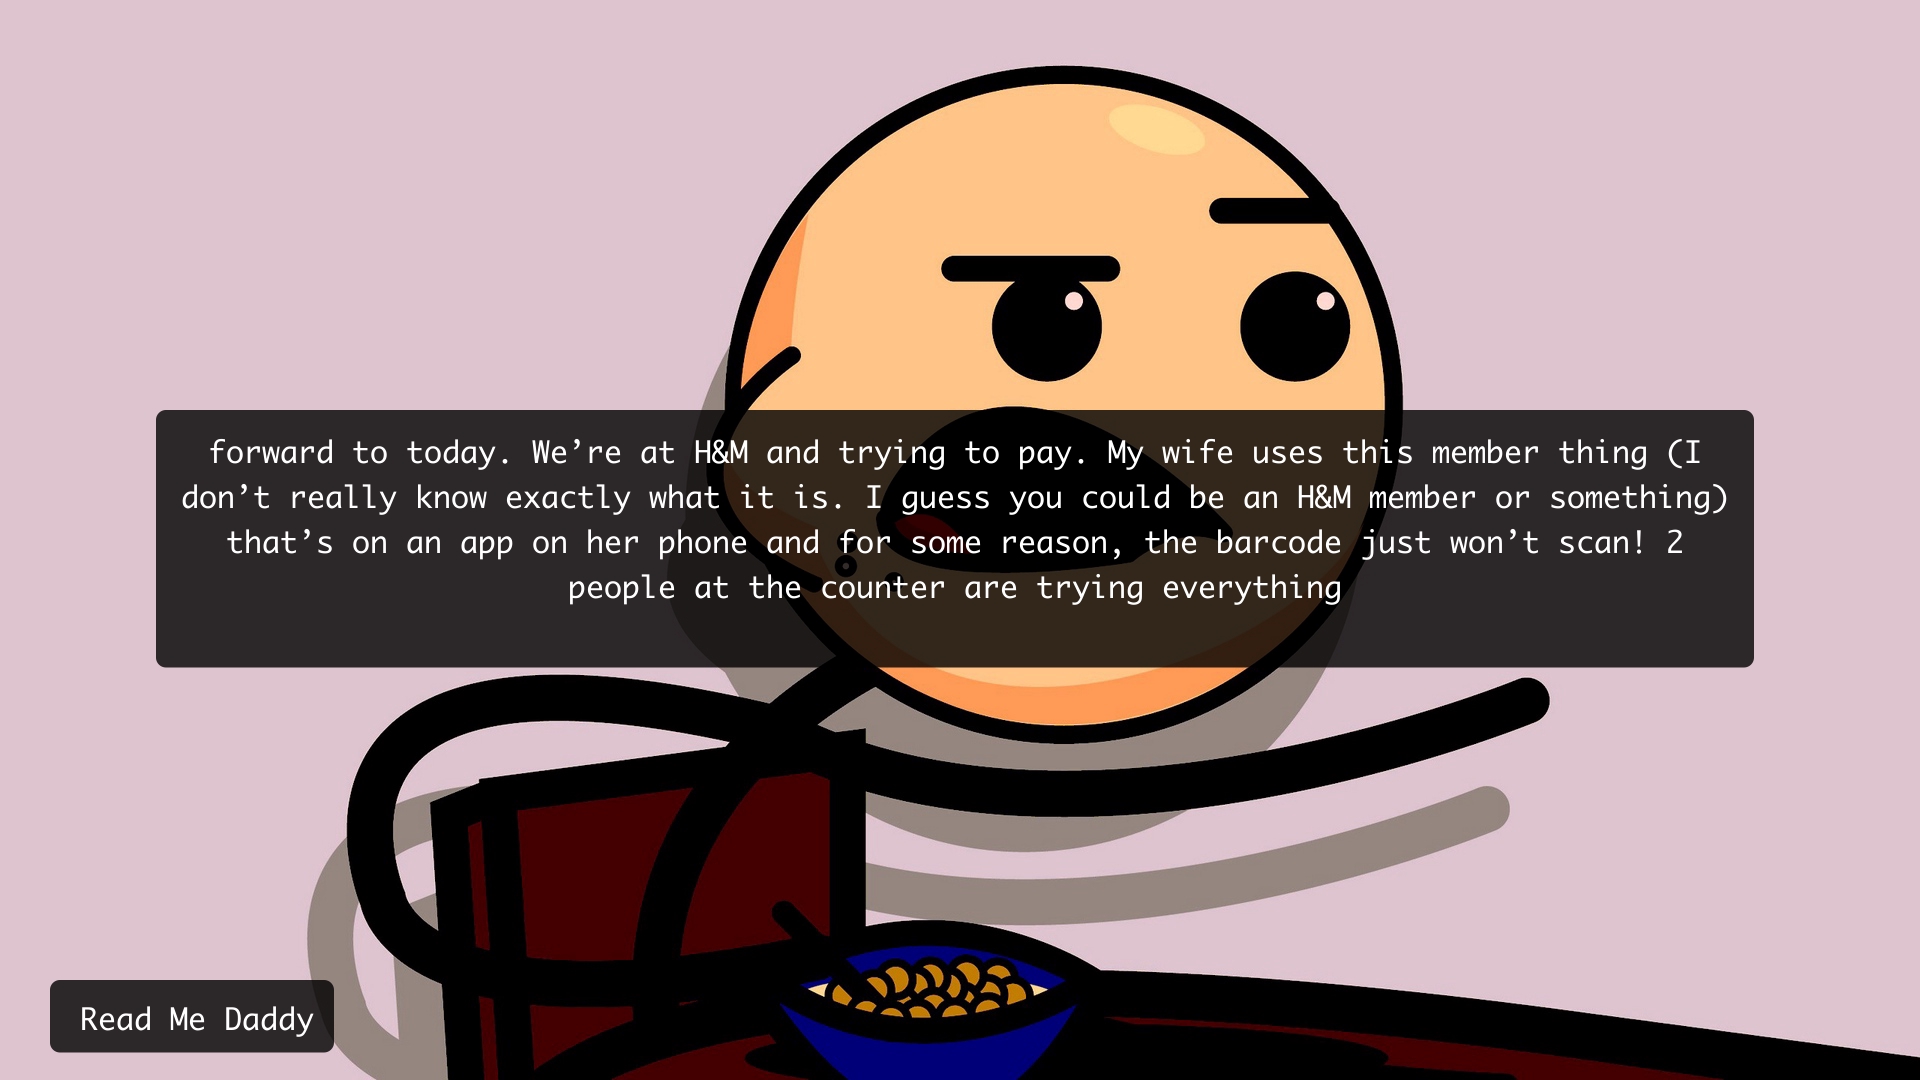 forward to today. We’re at H&M and trying to pay. My wife uses this member thing (I
don’t really know exactly what it is. I guess you could be an H&M member or something)
that’s on an app on her phone and for some reason, the barcode just won’t scan! 2
people at the counter are trying everything
Read Me Daddy